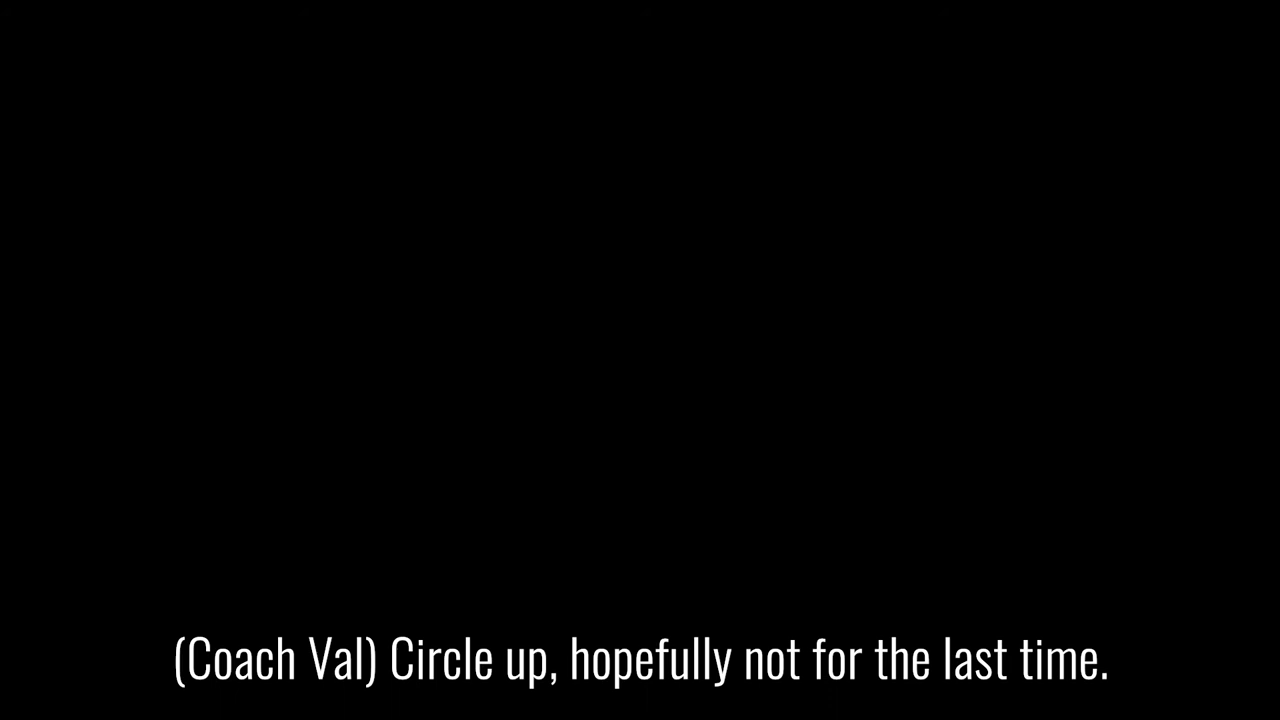 (Coach Val) Circle up, hopefully not for the last time.